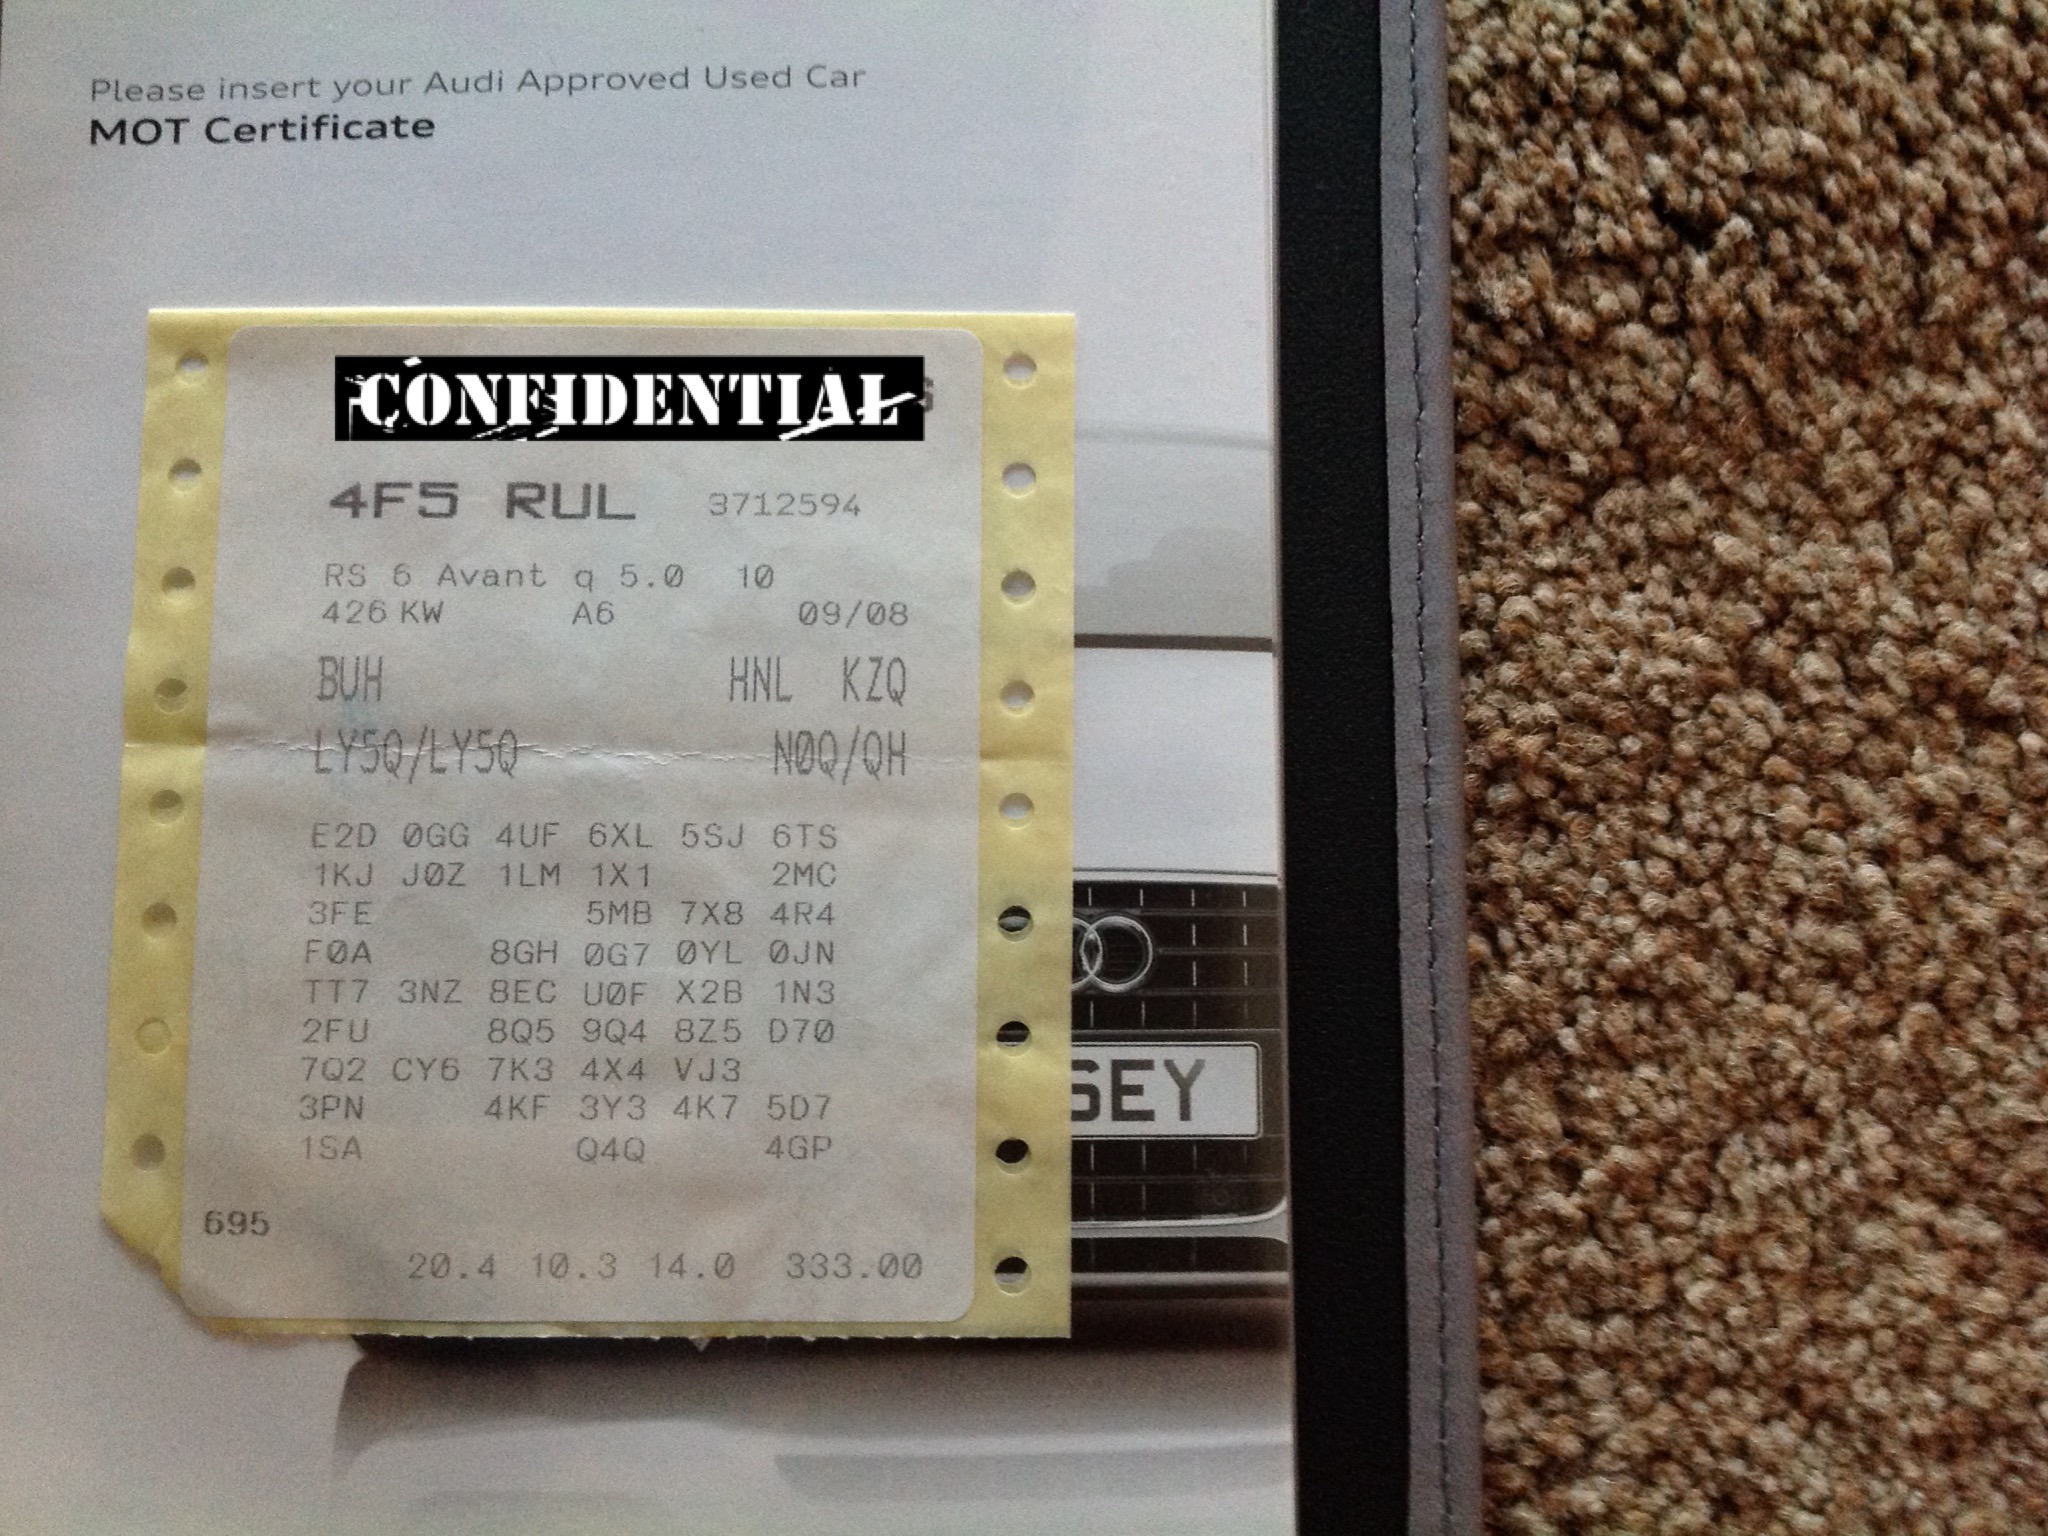 Please insert your Audi Approved Used Car
MOT Certificate
CONFIDENTIAL
4F5 RUL 3712594
RS 6 Avant q 5.0 10
426 KW A6 09/08
BUH HNL KZQ
LY5Q/LY5Q N0Q/QH
E2D 0GG 4UF 6XL 5SJ 6TS
1KJ J0Z 1LM 1X1 2MC
3FE 5MB 7X8 4R4
F0A 8GH 0G7 0YL 0JN
TT7 3NZ 8EC U0F X2B 1N3
2FU 8Q5 9Q4 8Z5 D70
7Q2 CY6 7K3 4X4 VJ3
3PN 4KF 3Y3 4K7 5D7
1SA Q4Q 4GP
695
20.4 10.3 14.0 333.00
SEY